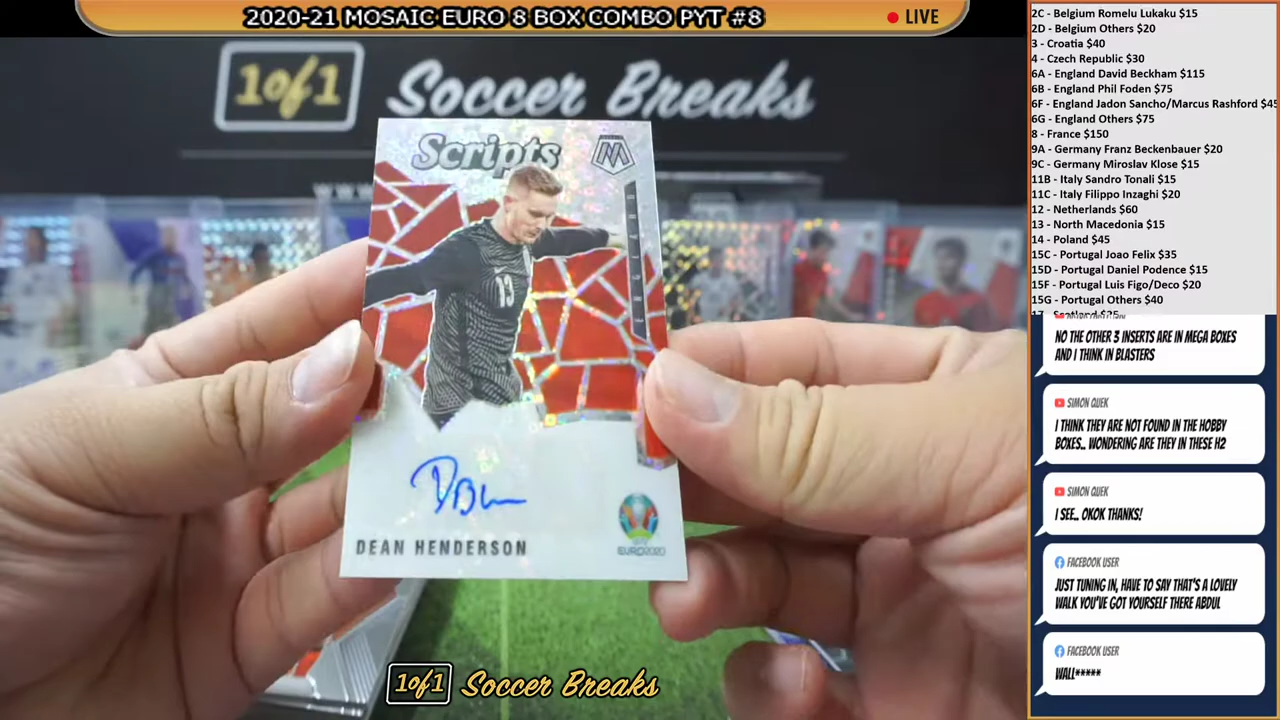 2020-21 MOSAIC EURO 8 BOX COMBO PYT #8
LIVE
1of1 Soccer Breaks
Scripts
13
DEAN HENDERSON
EURO2020
1of1 Soccer Breaks
2C - Belgium Romelu Lukaku $15
2D - Belgium Others $20
3 - Croatia $40
4 - Czech Republic $30
6A - England David Beckham $115
6B - England Phil Foden $75
6F - England Jadon Sancho/Marcus Rashford $45
6G - England Others $75
8 - France $150
9A - Germany Franz Beckenbauer $20
9C - Germany Miroslav Klose $15
11B - Italy Sandro Tonali $15
11C - Italy Filippo Inzaghi $20
12 - Netherlands $60
13 - North Macedonia $15
14 - Poland $45
15C - Portugal Joao Felix $35
15D - Portugal Daniel Podence $15
15F - Portugal Luis Figo/Deco $20
15G - Portugal Others $40
17 - Scotland $25
NO THE OTHER 3 INSERTS ARE IN MEGA BOXES
AND I THINK IN BLASTERS
SIMON QUEK
I THINK THEY ARE NOT FOUND IN THE HOBBY
BOXES.. WONDERING ARE THEY IN THESE H2
SIMON QUEK
I SEE.. OKOK THANKS!
FACEBOOK USER
JUST TUNING IN, HAVE TO SAY THAT'S A LOVELY
WALK YOU'VE GOT YOURSELF THERE ABDUL
FACEBOOK USER
WALL*****